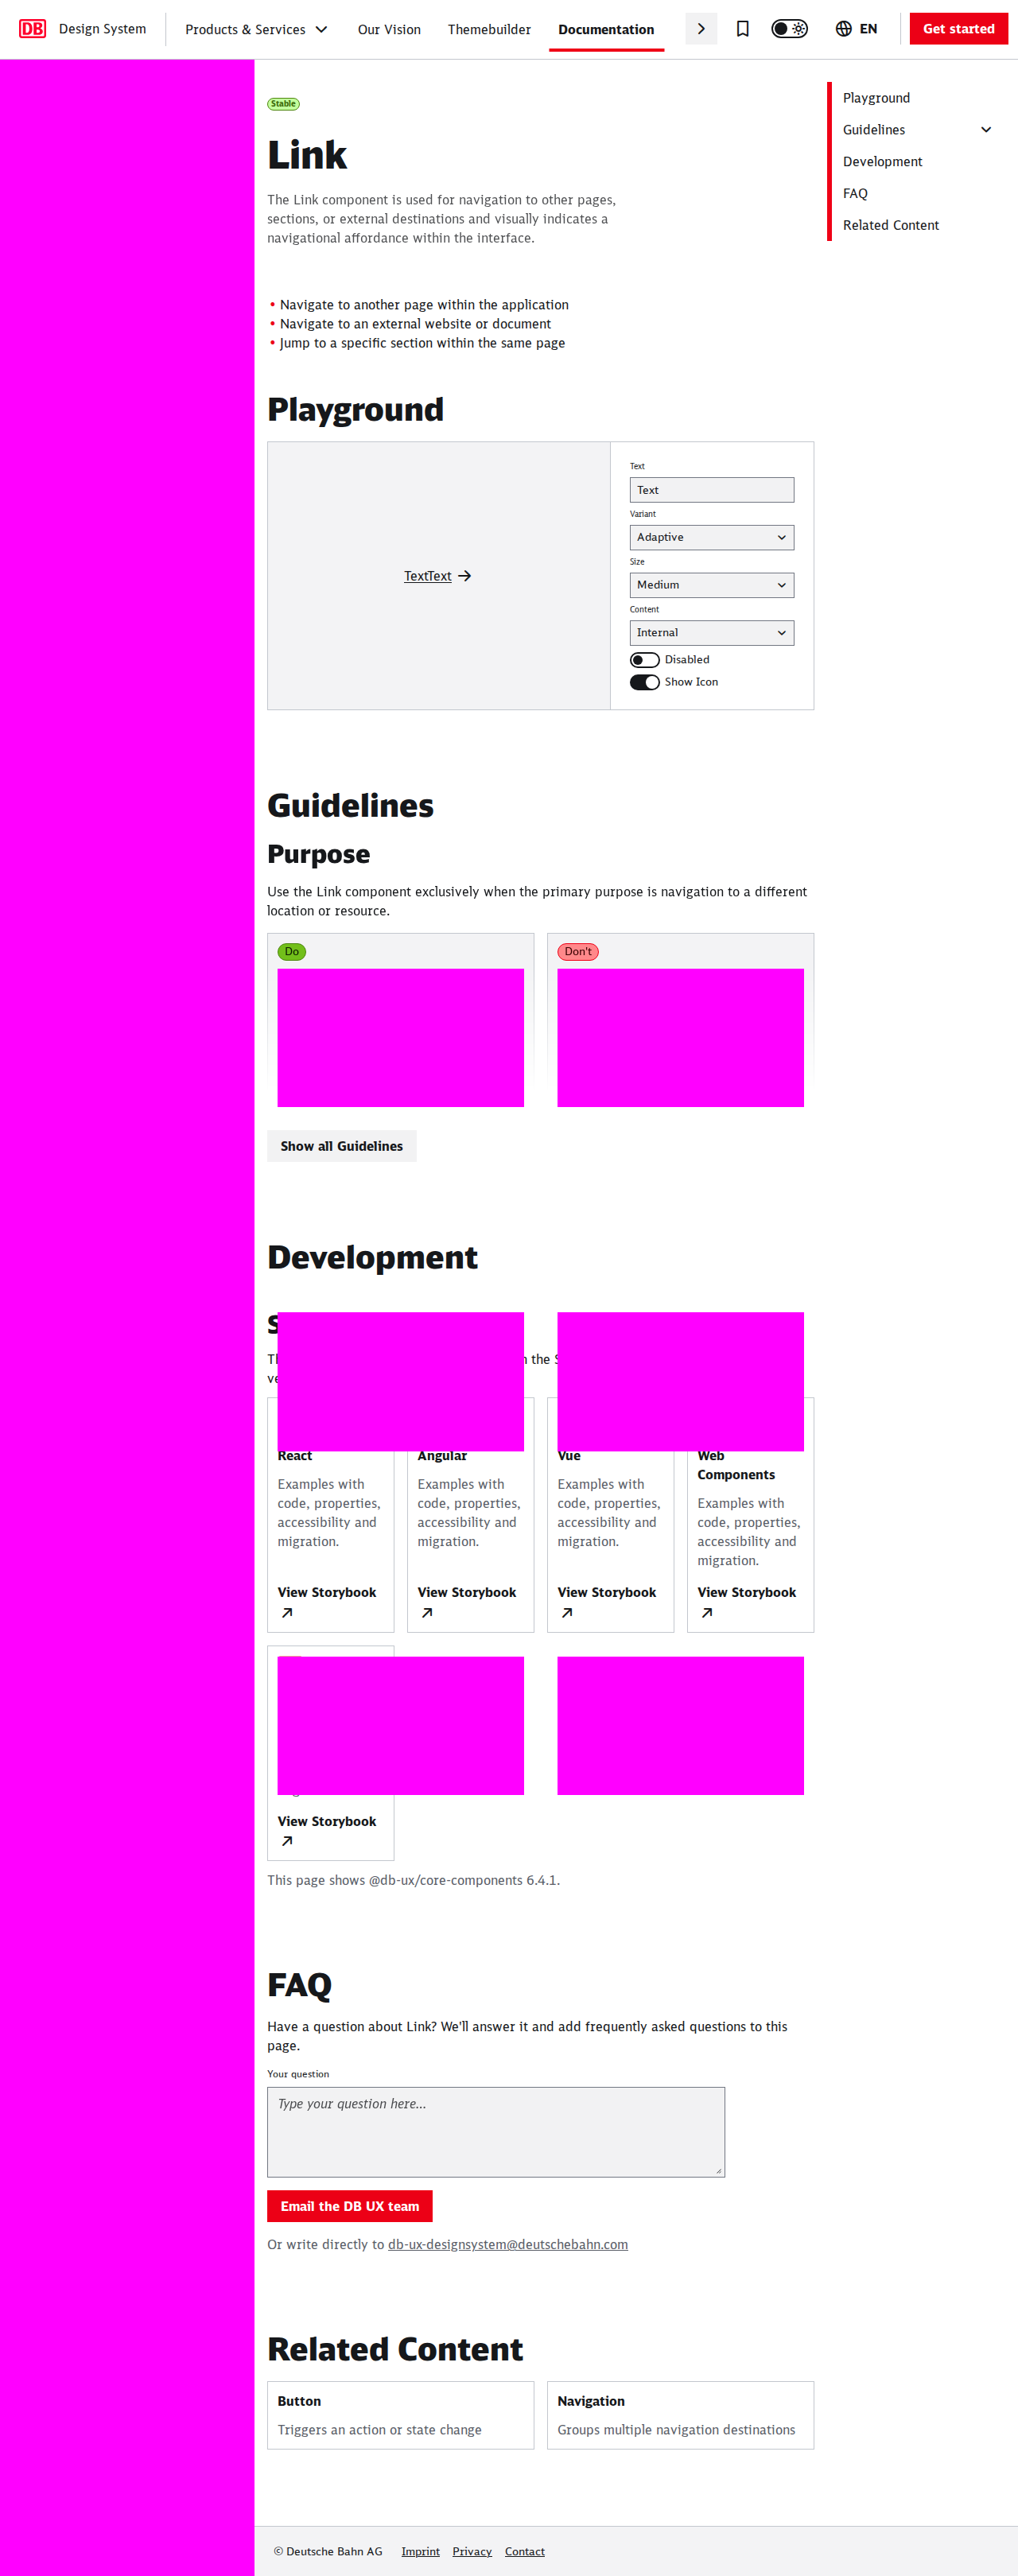 DB Design System Products & Services Our Vision Themebuilder Documentation EN Get started
Stable
Link
The Link component is used for navigation to other pages,
sections, or external destinations and visually indicates a
navigational affordance within the interface.
• Navigate to another page within the application
• Navigate to an external website or document
• Jump to a specific section within the same page
Playground
Guidelines
Development
FAQ
Related Content
Playground
TextText
Text
Text
Variant
Adaptive
Size
Medium
Content
Internal
Disabled
Show Icon
Guidelines
Purpose
Use the Link component exclusively when the primary purpose is navigation to a different
location or resource.
Do
Don't
Show all Guidelines
Development
the
React
Examples with
code, properties,
accessibility and
migration.
View Storybook
Angular
Examples with
code, properties,
accessibility and
migration.
View Storybook
Vue
Examples with
code, properties,
accessibility and
migration.
View Storybook
Web
Components
Examples with
code, properties,
accessibility and
migration.
View Storybook
View Storybook
This page shows @db-ux/core-components 6.4.1.
FAQ
Have a question about Link? We'll answer it and add frequently asked questions to this
page.
Your question
Type your question here...
Email the DB UX team
Or write directly to db-ux-designsystem@deutschebahn.com
Related Content
Button
Triggers an action or state change
Navigation
Groups multiple navigation destinations
© Deutsche Bahn AG Imprint Privacy Contact